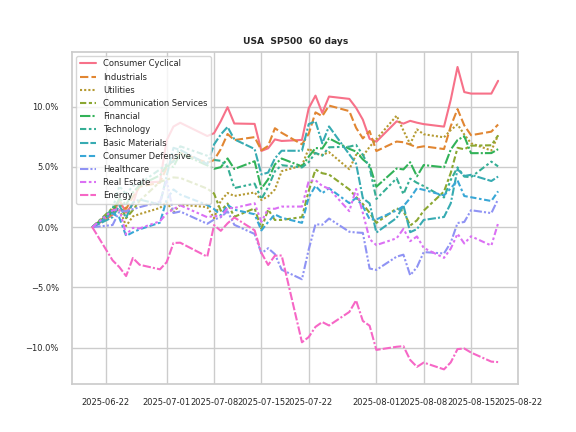 USA  SP500  60 days
Consumer Cyclical
Industrials
Utilities
Communication Services
Financial
Technology
Basic Materials
Consumer Defensive
Healthcare
Real Estate
Energy
10.0%
5.0%
0.0%
−5.0%
−10.0%
2025-06-22 2025-07-01 2025-07-08 2025-07-15 2025-07-22 2025-08-01 2025-08-08 2025-08-15 2025-08-22